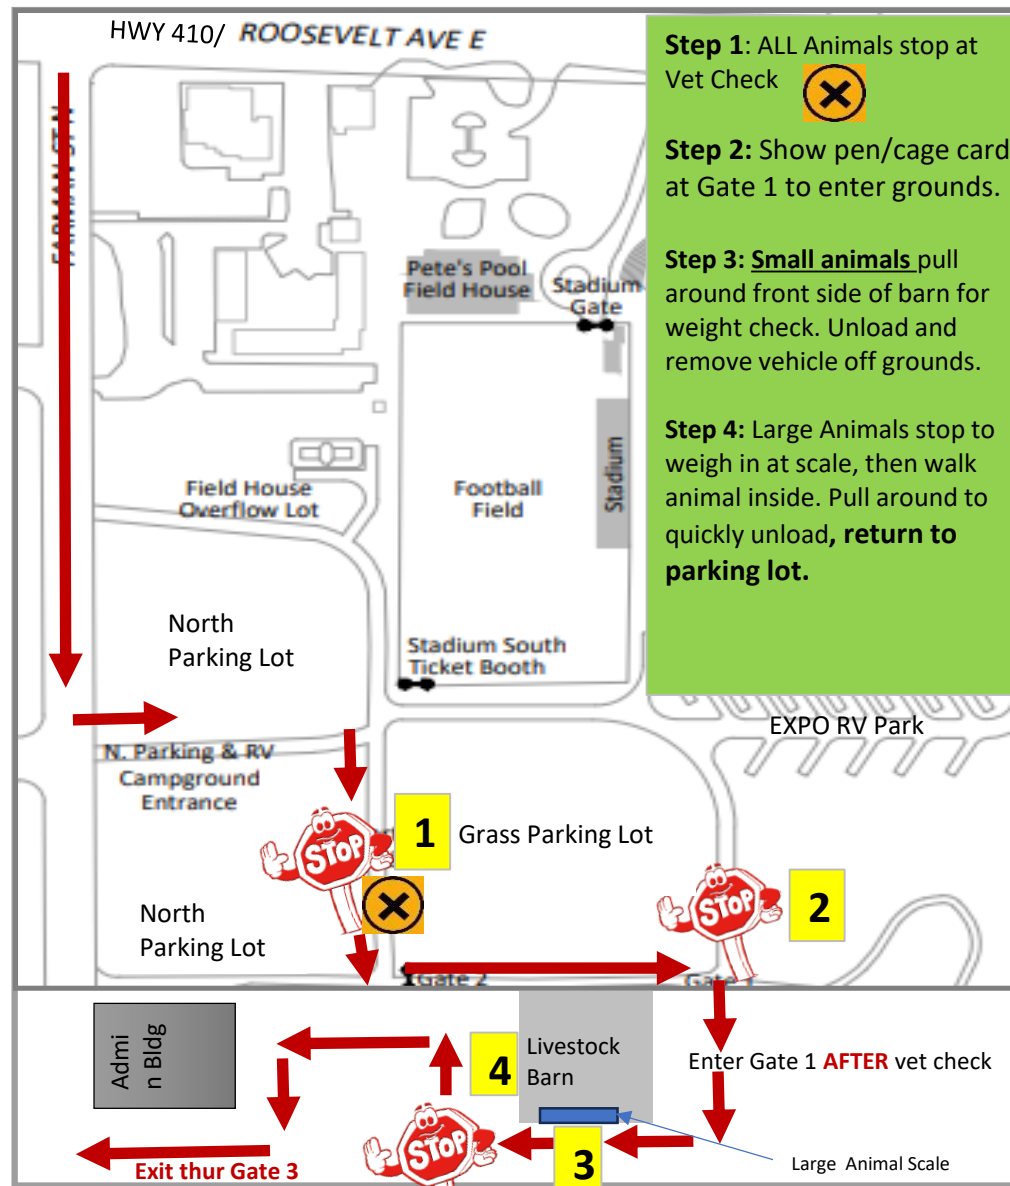 HWY 410/ ROOSEVELT AVE E
FARMAN ST N
Step 1: ALL Animals stop at
Vet Check
Step 2: Show pen/cage card
at Gate 1 to enter grounds.
Step 3: Small animals pull
around front side of barn for
weight check. Unload and
remove vehicle off grounds.
Step 4: Large Animals stop to
weigh in at scale, then walk
animal inside. Pull around to
quickly unload, return to
parking lot.
Pete's Pool
Field House
Stadium
Gate
Stadium
Field House
Overflow Lot
Football
Field
North
Parking Lot
Stadium South
Ticket Booth
EXPO RV Park
N. Parking & RV
Campground
Entrance
STOP
1
Grass Parking Lot
STOP
2
North
Parking Lot
Gate 2
Gate 1
Admi
n Bldg
4
Livestock
Barn
Enter Gate 1 AFTER vet check
STOP
3
Large Animal Scale
Exit thur Gate 3